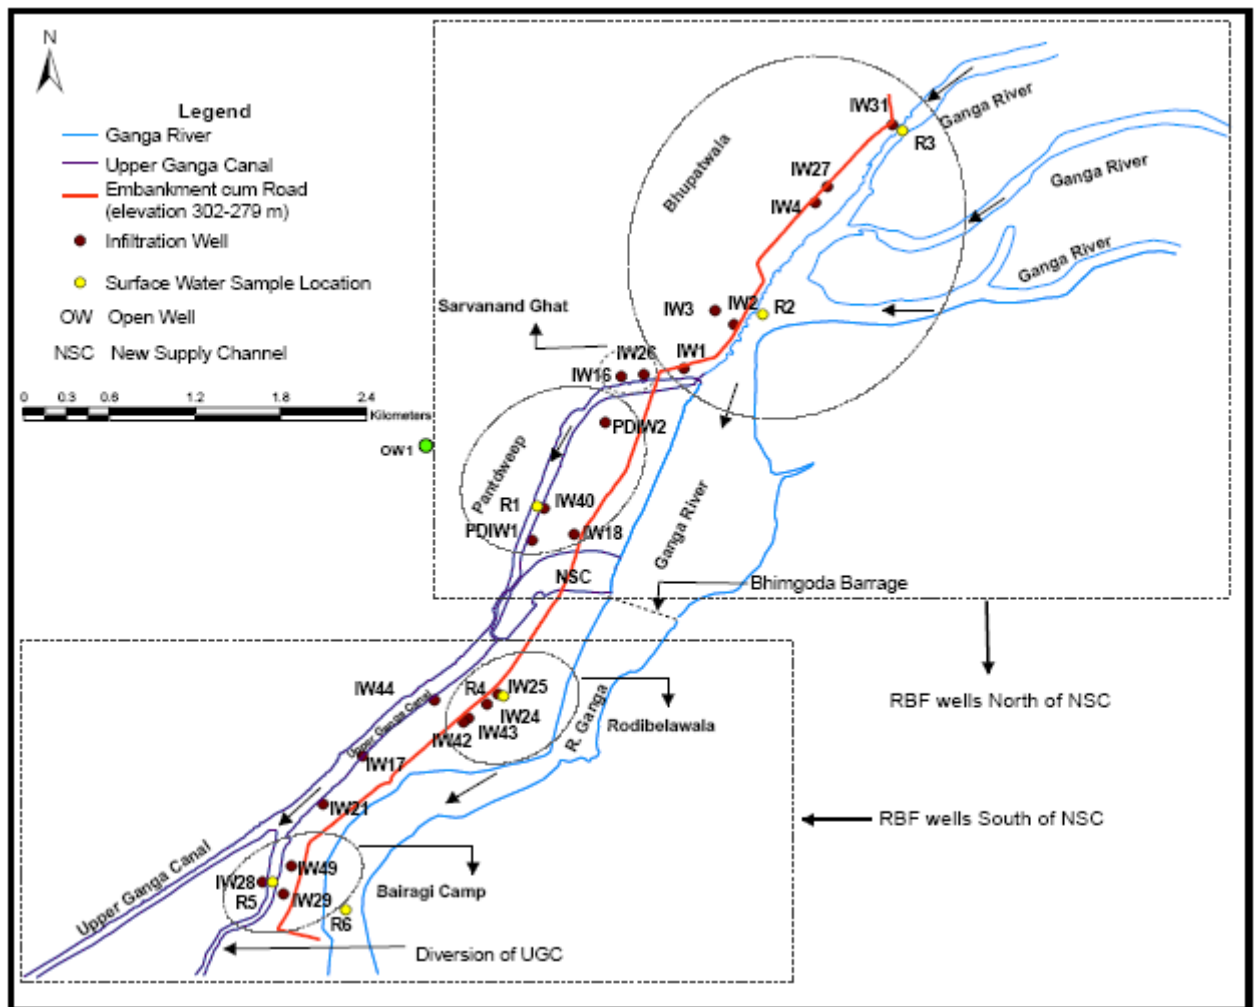 N
Legend
Ganga River
Upper Ganga Canal
Embankment cum Road
(elevation 302-279 m)
Infiltration Well
Surface Water Sample Location
OW Open Well
NSC New Supply Channel
0 0.3 0.6 1.2 1.8 2.4
Kilometers
OW1
IW31
Ganga River
R3
Bhupatwala
IW27
Ganga River
IW4
Ganga River
Sarvanand Ghat
IW3
IW2
R2
IW26
IW1
IW16
PDIW2
Pantdweep
R1
IW40
PDIW1
IW18
Ganga River
NSC
Bhimgoda Barrage
RBF wells North of NSC
IW44
R4
IW25
IW24
Upper Ganga Canal
IW43
IW42
R. Ganga
Rodibelawala
IW17
IW21
RBF wells South of NSC
Upper Ganga Canal
IW49
IW28
R5
IW29
Bairagi Camp
R6
Diversion of UGC